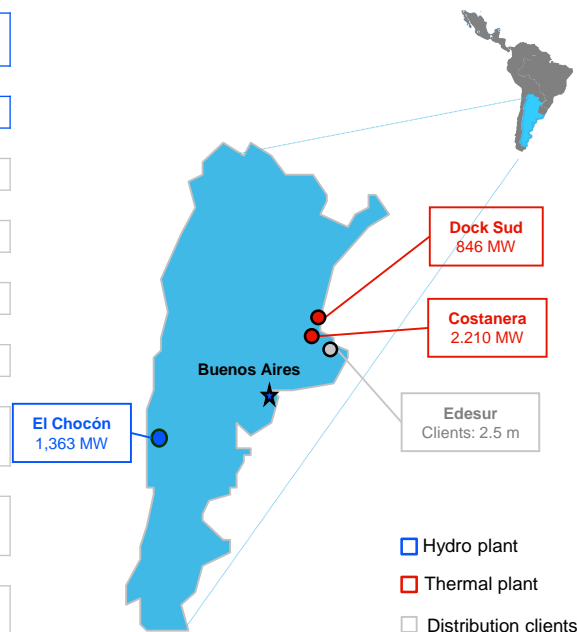 Dock Sud
846 MW
Costanera
2.210 MW
Buenos Aires
El Chocón
1,363 MW
Edesur
Clients: 2.5 m
Hydro plant
Thermal plant
Distribution clients